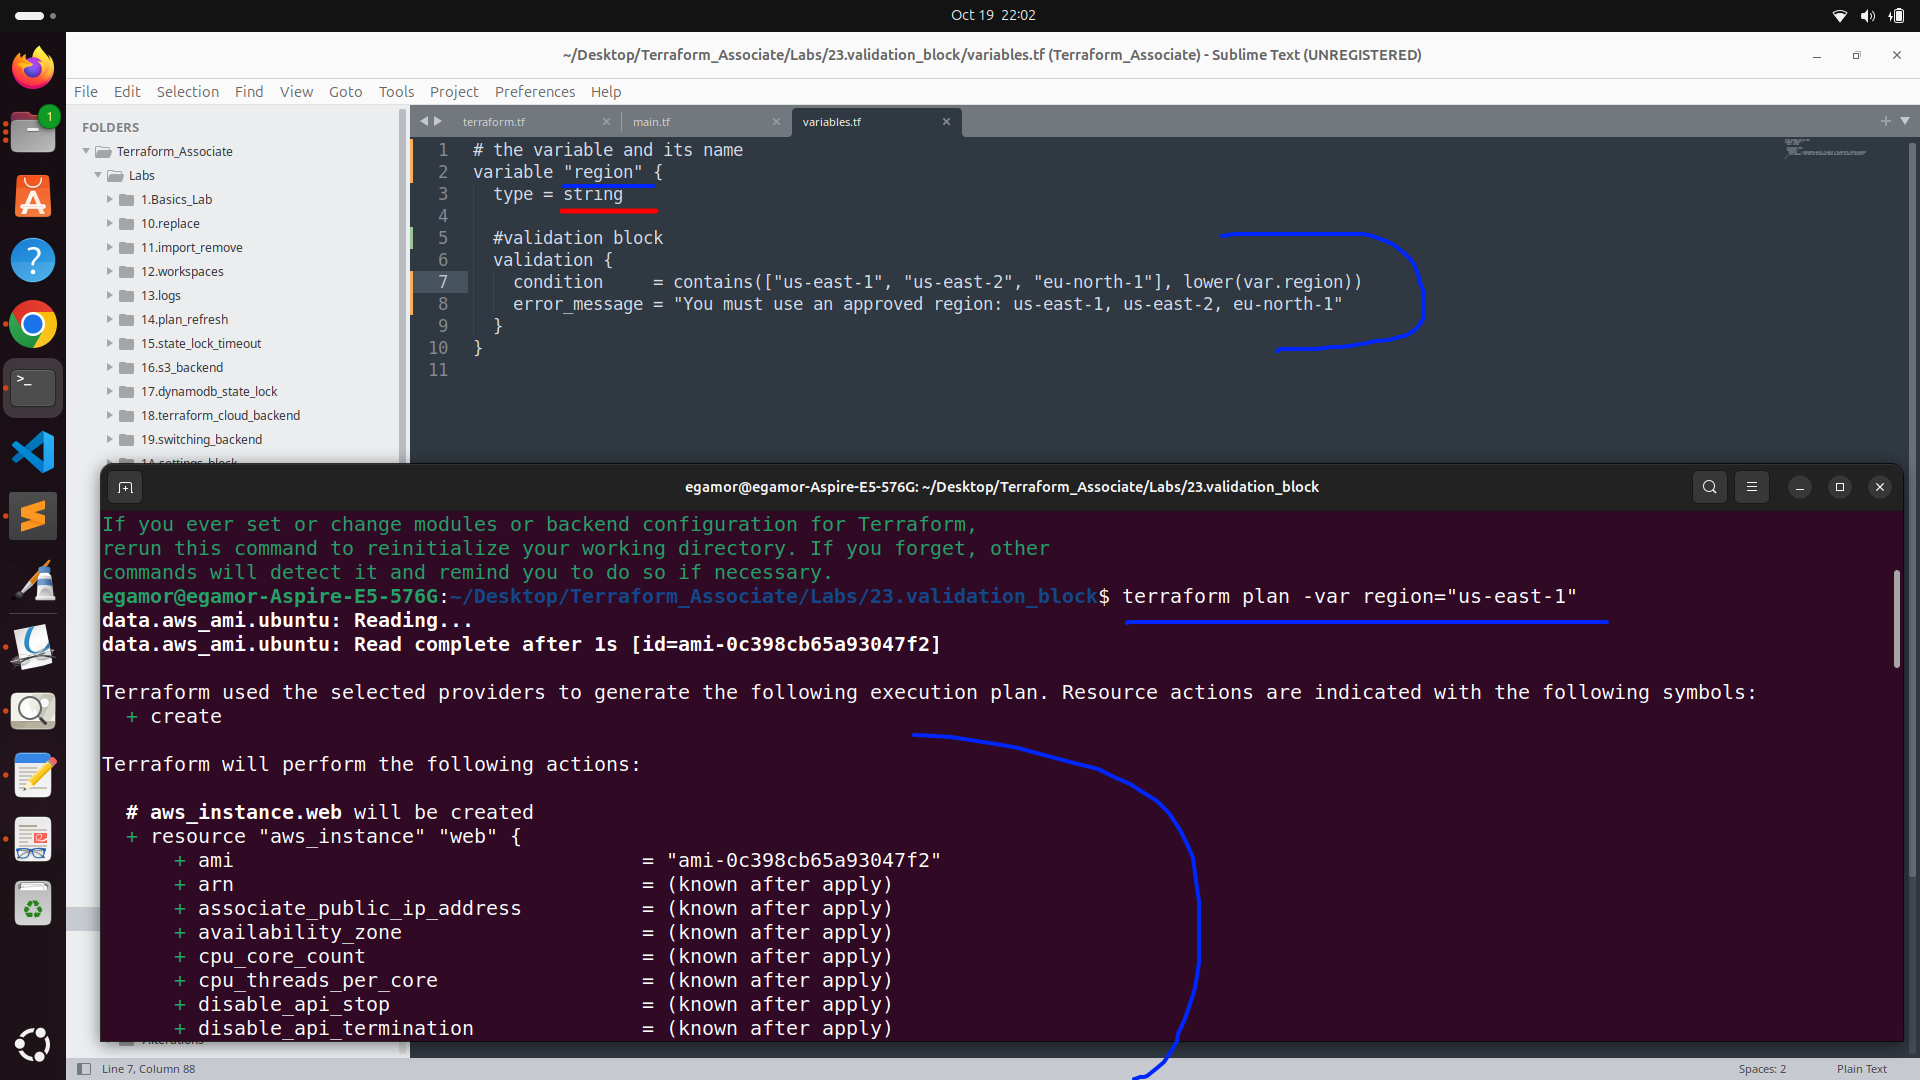 Oct 19 22:02
~/Desktop/Terraform_Associate/Labs/23.validation_block/variables.tf (Terraform_Associate) - Sublime Text (UNREGISTERED)
File Edit Selection Find View Goto Tools Project Preferences Help
1
FOLDERS
Terraform_Associate
Labs
1.Basics_Lab
10.replace
11.import_remove
12.workspaces
13.logs
14.plan_refresh
15.state_lock_timeout
16.s3_backend
17.dynamodb_state_lock
18.terraform_cloud_backend
19.switching_backend
terraform.tf main.tf variables.tf
1 # the variable and its name
2 variable "region" {
3 type = string
4
5 #validation block
6 validation {
7 condition = contains(["us-east-1", "us-east-2", "eu-north-1"], lower(var.region))
8 error_message = "You must use an approved region: us-east-1, us-east-2, eu-north-1"
9 }
10 }
11
egamor@egamor-Aspire-E5-576G: ~/Desktop/Terraform_Associate/Labs/23.validation_block
If you ever set or change modules or backend configuration for Terraform,
rerun this command to reinitialize your working directory. If you forget, other
commands will detect it and remind you to do so if necessary.
egamor@egamor-Aspire-E5-576G:~/Desktop/Terraform_Associate/Labs/23.validation_block$ terraform plan -var region="us-east-1"
data.aws_ami.ubuntu: Reading...
data.aws_ami.ubuntu: Read complete after 1s [id=ami-0c398cb65a93047f2]
Terraform used the selected providers to generate the following execution plan. Resource actions are indicated with the following symbols:
+ create
Terraform will perform the following actions:
# aws_instance.web will be created
+ resource "aws_instance" "web" {
+ ami = "ami-0c398cb65a93047f2"
+ arn = (known after apply)
+ associate_public_ip_address = (known after apply)
+ availability_zone = (known after apply)
+ cpu_core_count = (known after apply)
+ cpu_threads_per_core = (known after apply)
+ disable_api_stop = (known after apply)
+ disable_api_termination = (known after apply)
Line 7, Column 88
Spaces: 2
Plain Text